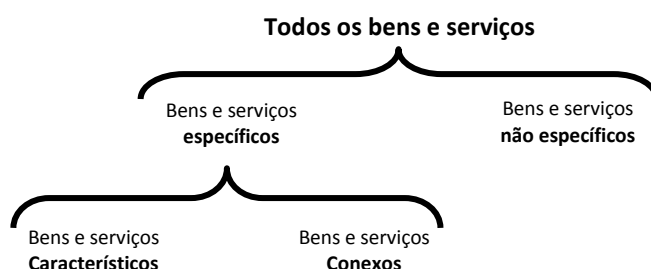 Todos os bens e serviços
Bens e serviços
específicos
Bens e serviços
não específicos
Bens e serviços
Característicos
Bens e serviços
Conexos